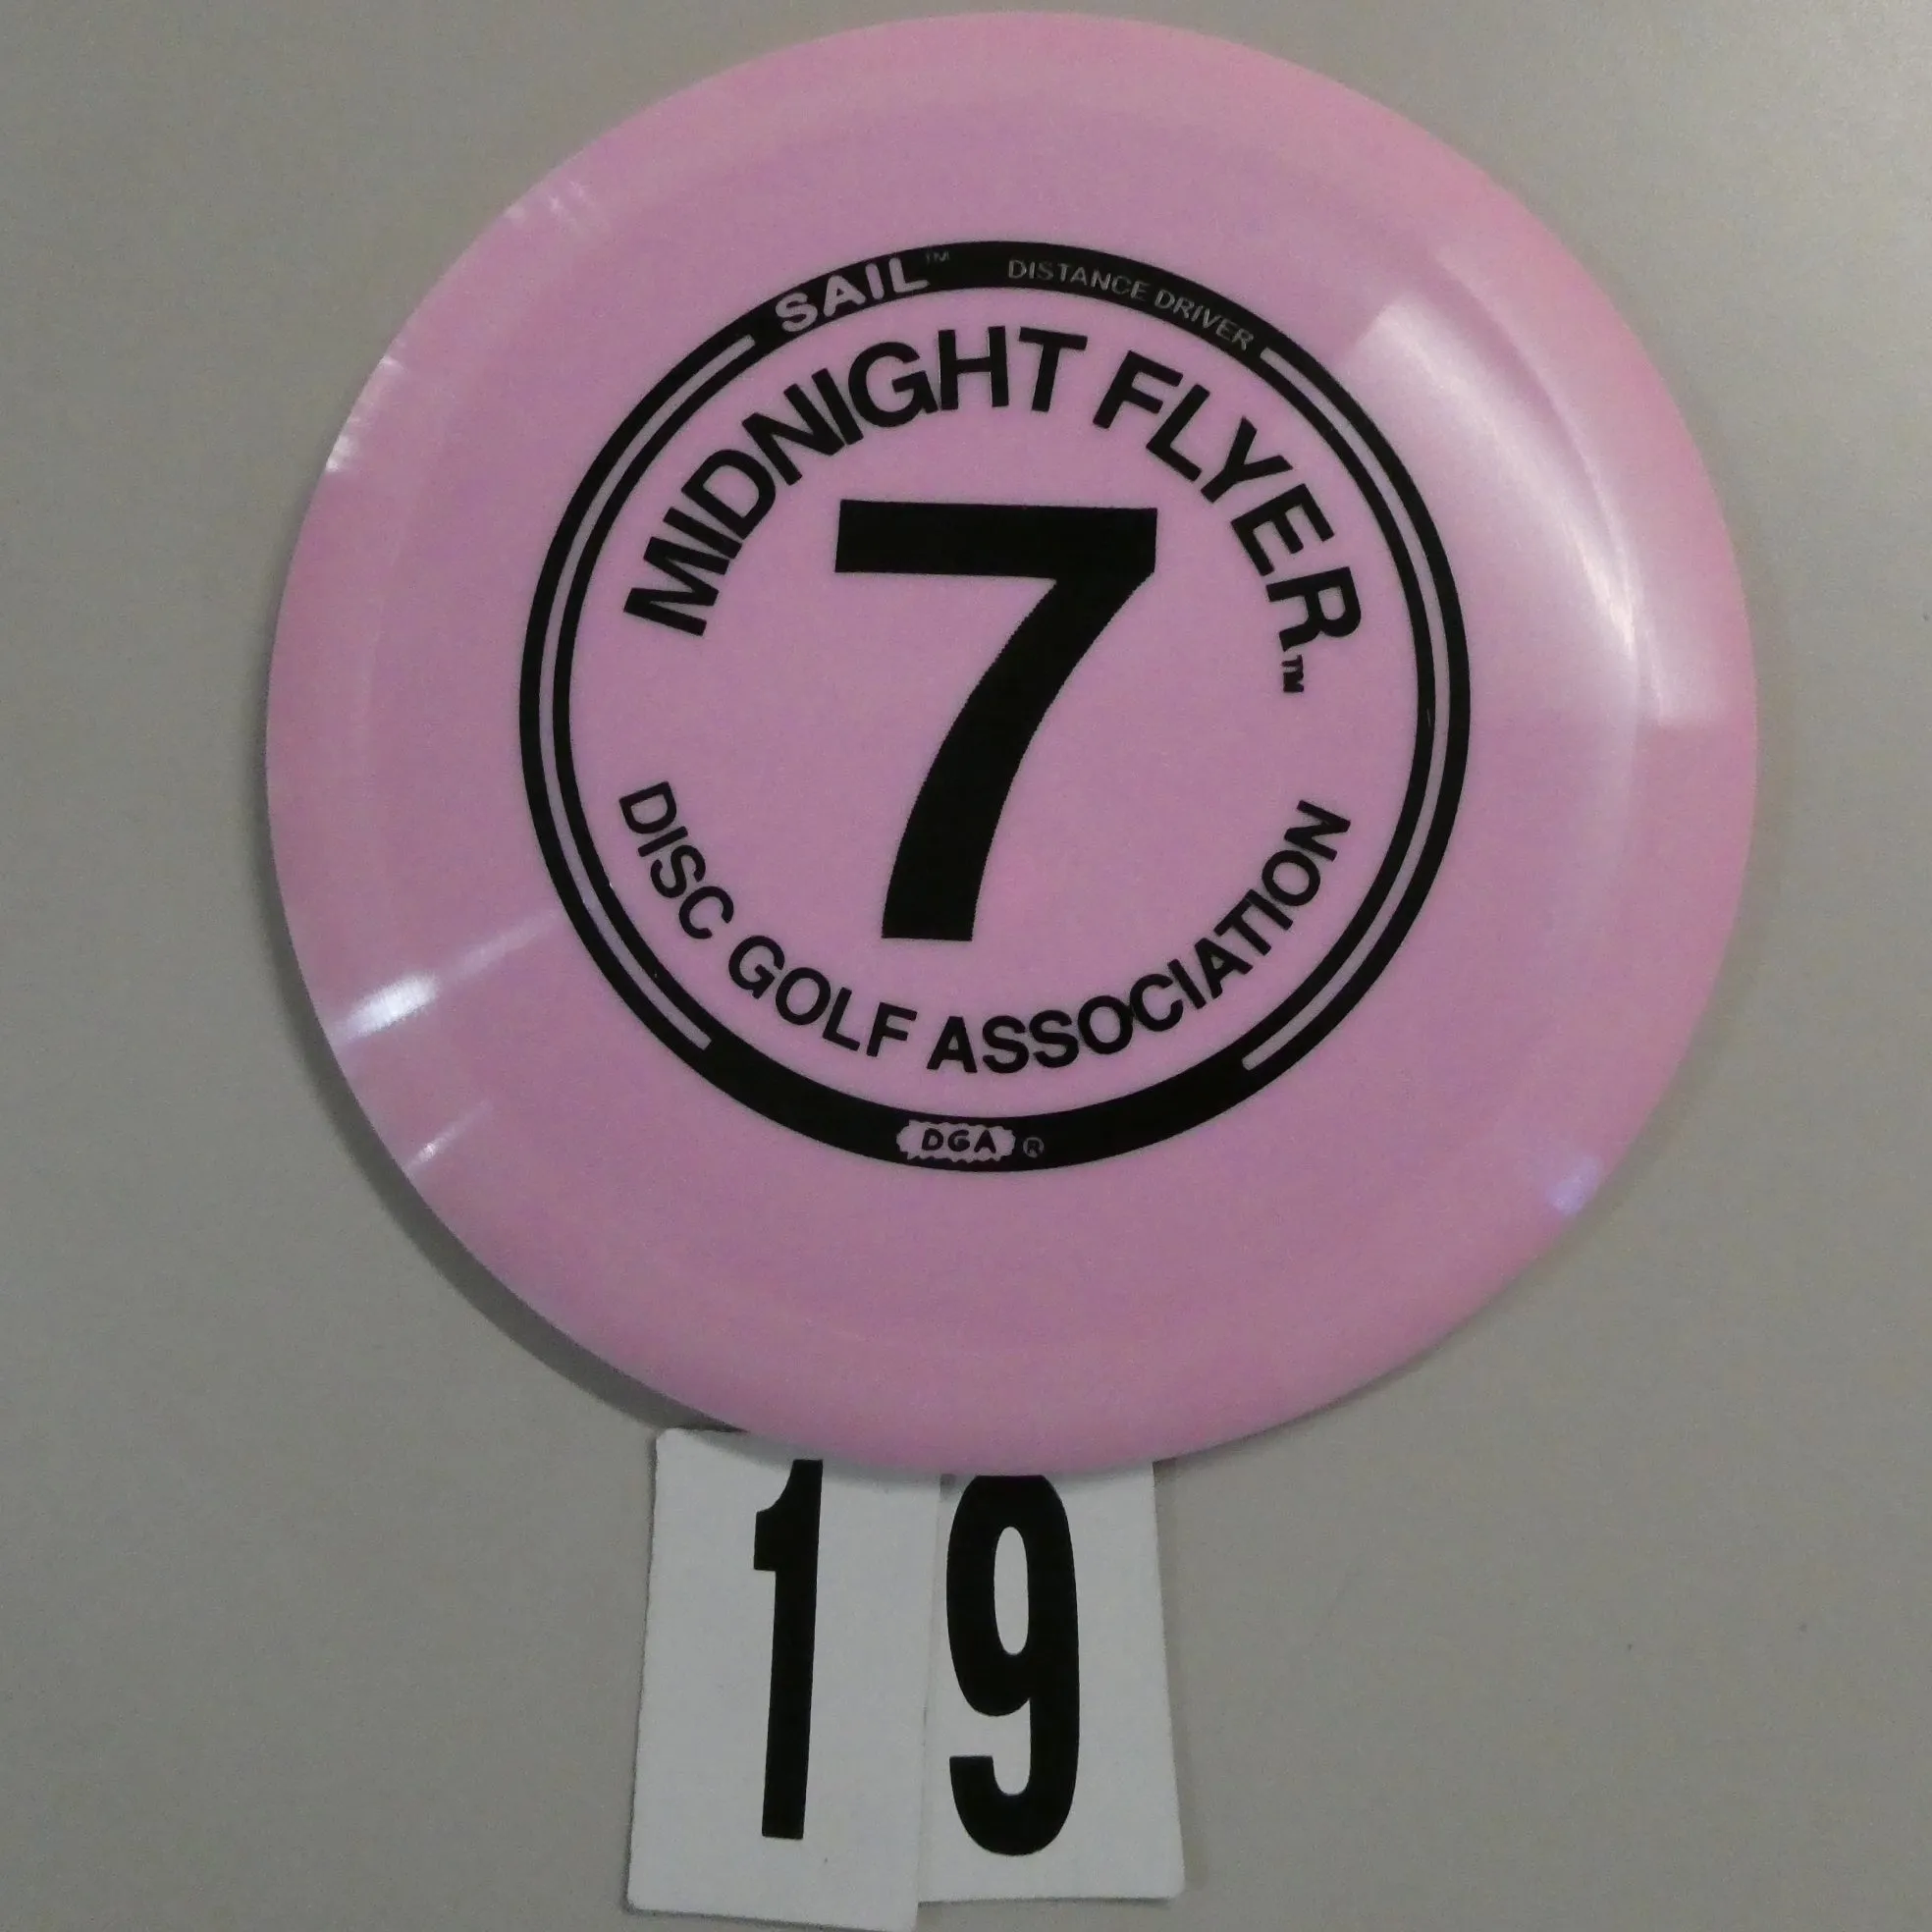 SAIL™ DISTANCE DRIVER
MIDNIGHT FLYER™
7
DISC GOLF ASSOCIATION
DGA ®
19